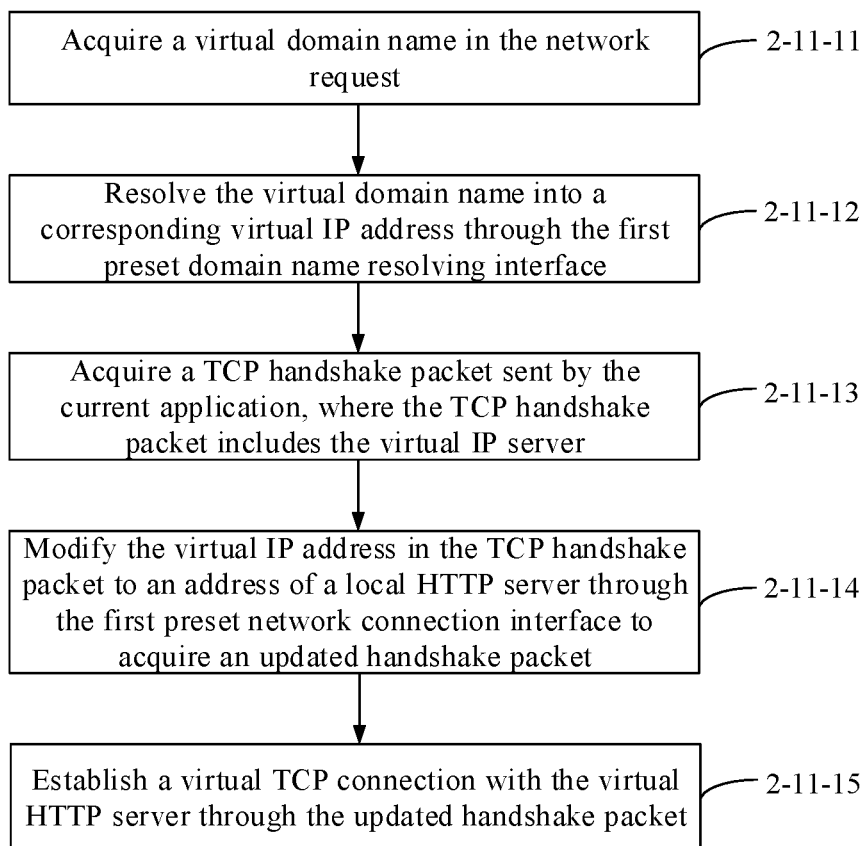 Acquire a virtual domain name in the network
request
2-11-11
Resolve the virtual domain name into a
corresponding virtual IP address through the first
preset domain name resolving interface
2-11-12
Acquire a TCP handshake packet sent by the
current application, where the TCP handshake
packet includes the virtual IP server
2-11-13
Modify the virtual IP address in the TCP handshake
packet to an address of a local HTTP server through
the first preset network connection interface to
acquire an updated handshake packet
2-11-14
Establish a virtual TCP connection with the virtual
HTTP server through the updated handshake packet
2-11-15